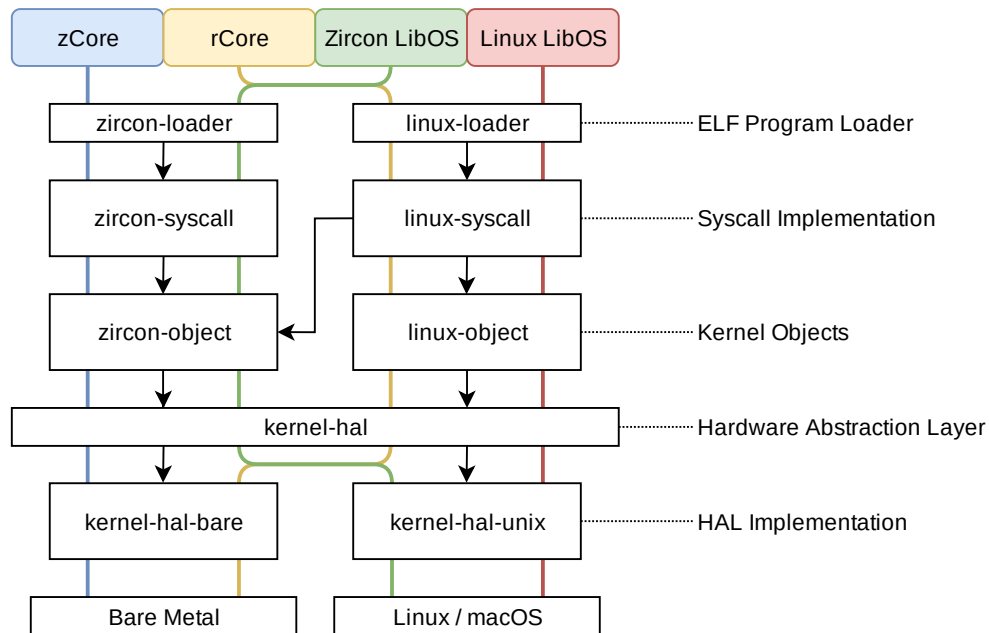 zCore
rCore
Zircon LibOS
Linux LibOS
zircon-loader
linux-loader
ELF Program Loader
zircon-syscall
linux-syscall
Syscall Implementation
zircon-object
linux-object
Kernel Objects
kernel-hal
Hardware Abstraction Layer
kernel-hal-bare
kernel-hal-unix
HAL Implementation
Bare Metal
Linux / macOS